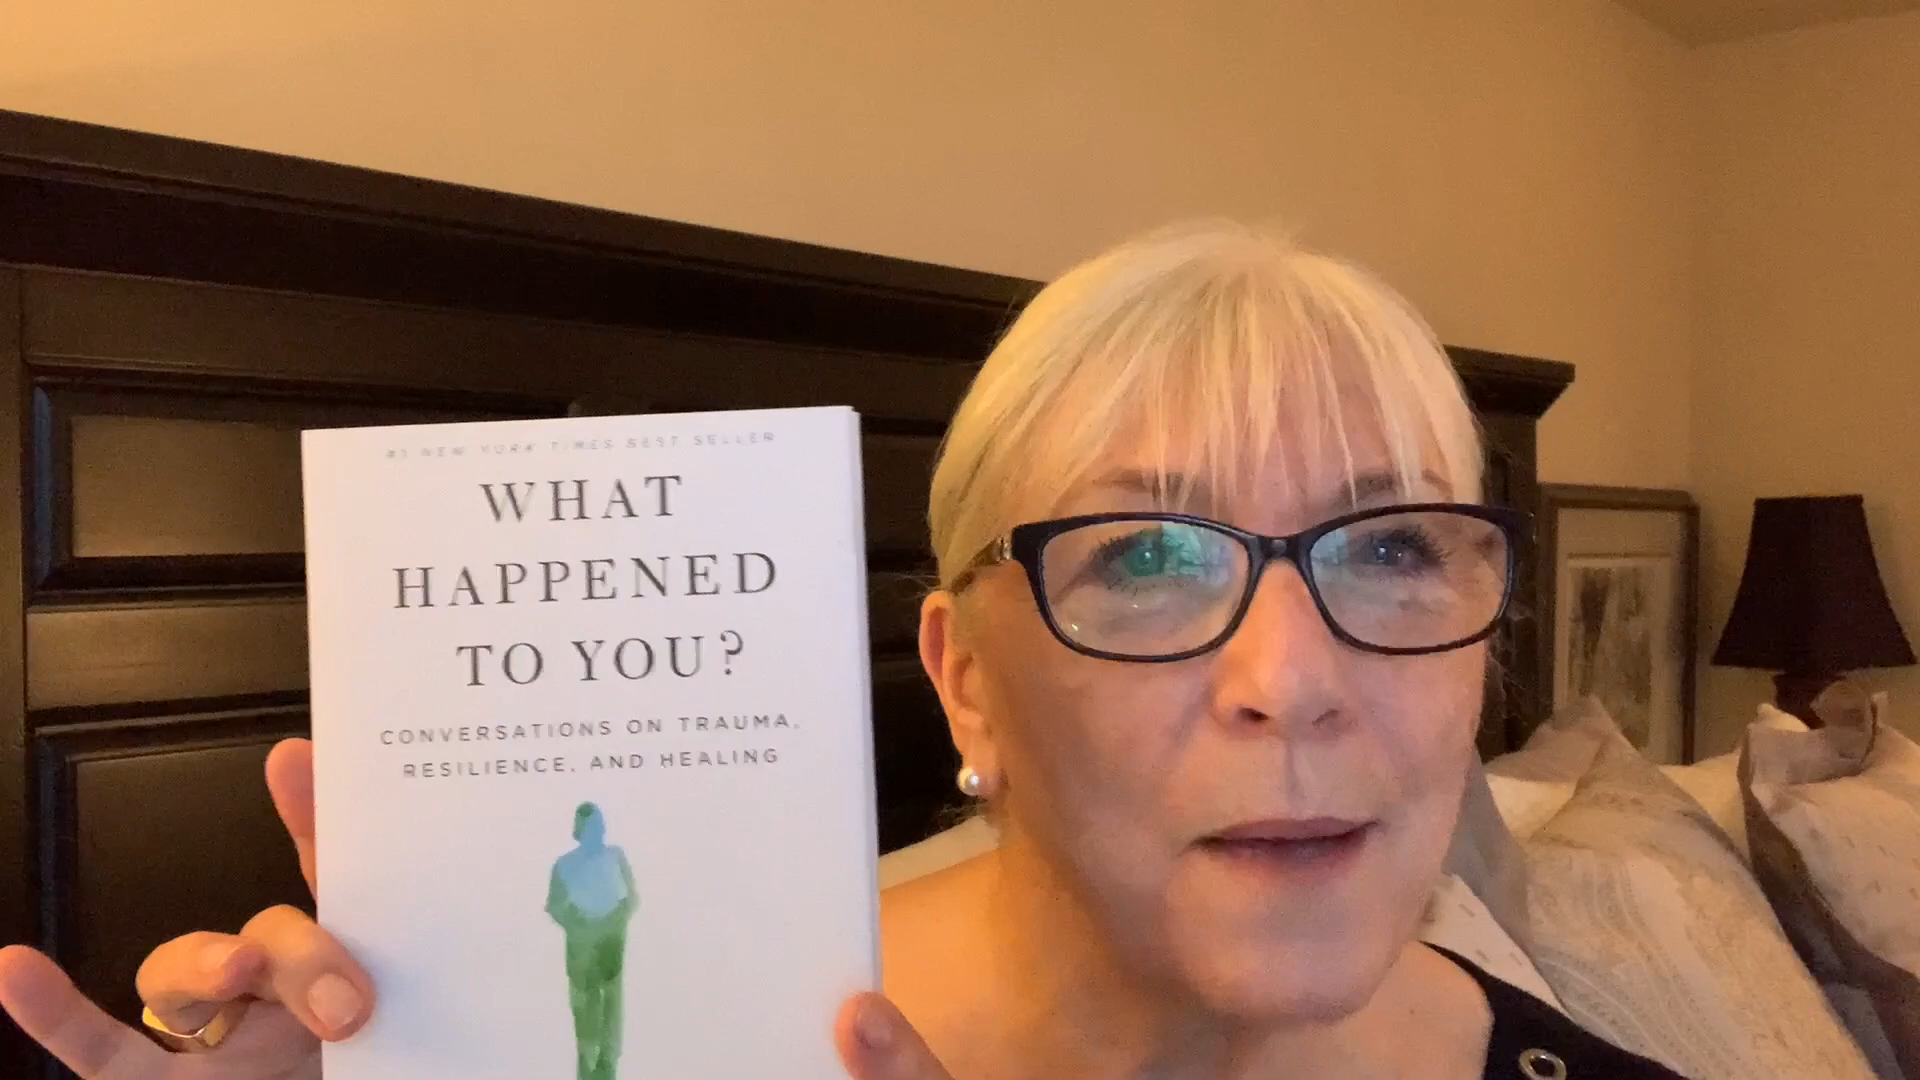 #1 NEW YORK TIMES BEST SELLER
WHAT
HAPPENED
TO YOU?
CONVERSATIONS ON TRAUMA,
RESILIENCE, AND HEALING